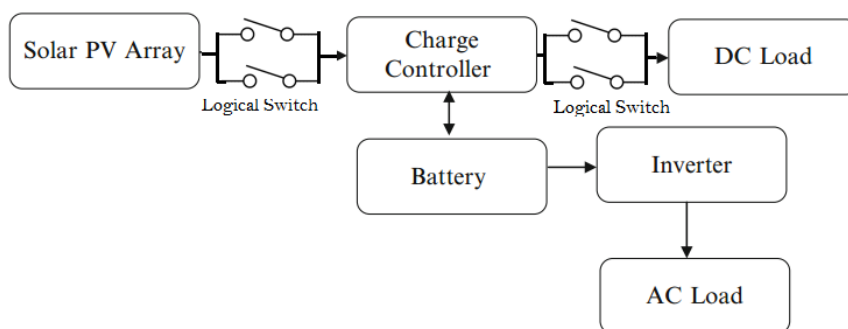 Solar PV Array
Charge
Controller
DC Load
Logical Switch
Logical Switch
Battery
Inverter
AC Load